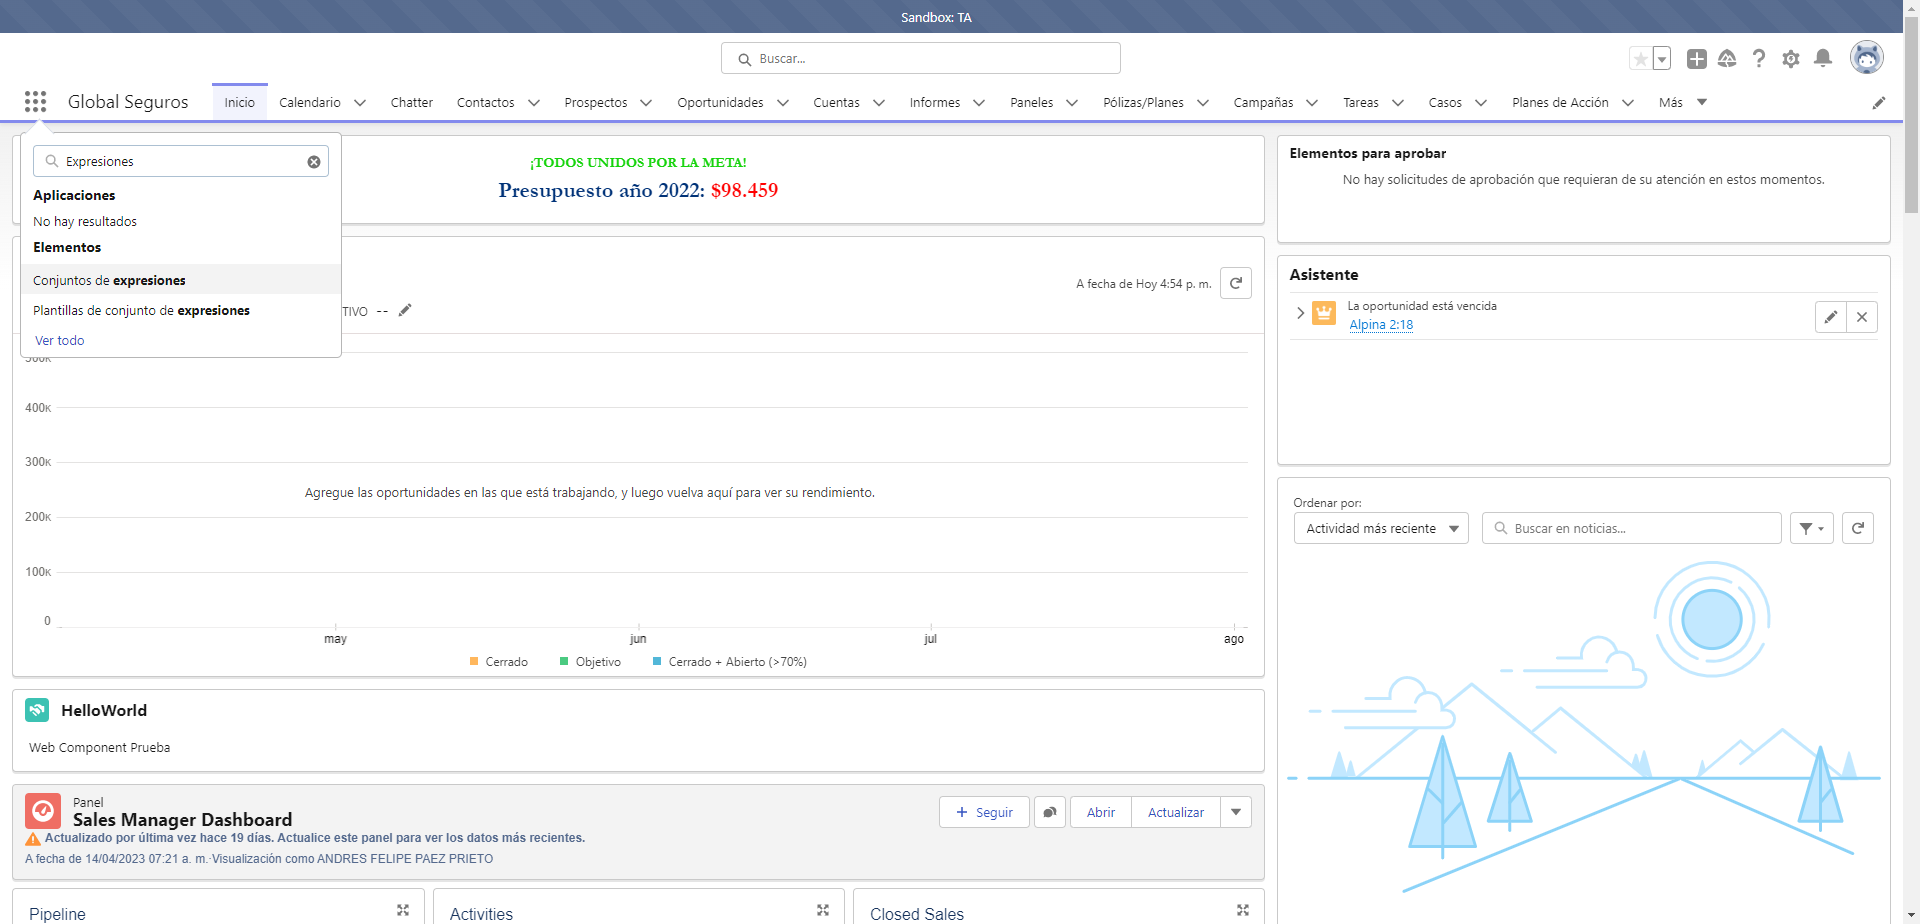 Sandbox: TA
Buscar...
Global Seguros
Inicio
Calendario
Chatter
Contactos
Prospectos
Oportunidades
Cuentas
Informes
Paneles
Pólizas/Planes
Campañas
Tareas
Casos
Planes de Acción
Más
Expresiones
Aplicaciones
No hay resultados
Elementos
Conjuntos de expresiones
Plantillas de conjunto de expresiones
Ver todo
¡TODOS UNIDOS POR LA META!
Presupuesto año 2022: $98.459
A fecha de Hoy 4:54 p. m.
TIVO --
500K
400K
300K
200K
100K
0
Agregue las oportunidades en las que está trabajando, y luego vuelva aquí para ver su rendimiento.
may
jun
jul
ago
Cerrado
Objetivo
Cerrado + Abierto (>70%)
HelloWorld
Web Component Prueba
Panel
Sales Manager Dashboard
Actualizado por última vez hace 19 días. Actualice este panel para ver los datos más recientes.
A fecha de 14/04/2023 07:21 a. m.·Visualización como ANDRES FELIPE PAEZ PRIETO
Seguir
Abrir
Actualizar
Pipeline
Activities
Closed Sales
Elementos para aprobar
No hay solicitudes de aprobación que requieran de su atención en estos momentos.
Asistente
La oportunidad está vencida
Alpina 2:18
Ordenar por:
Actividad más reciente
Buscar en noticias...